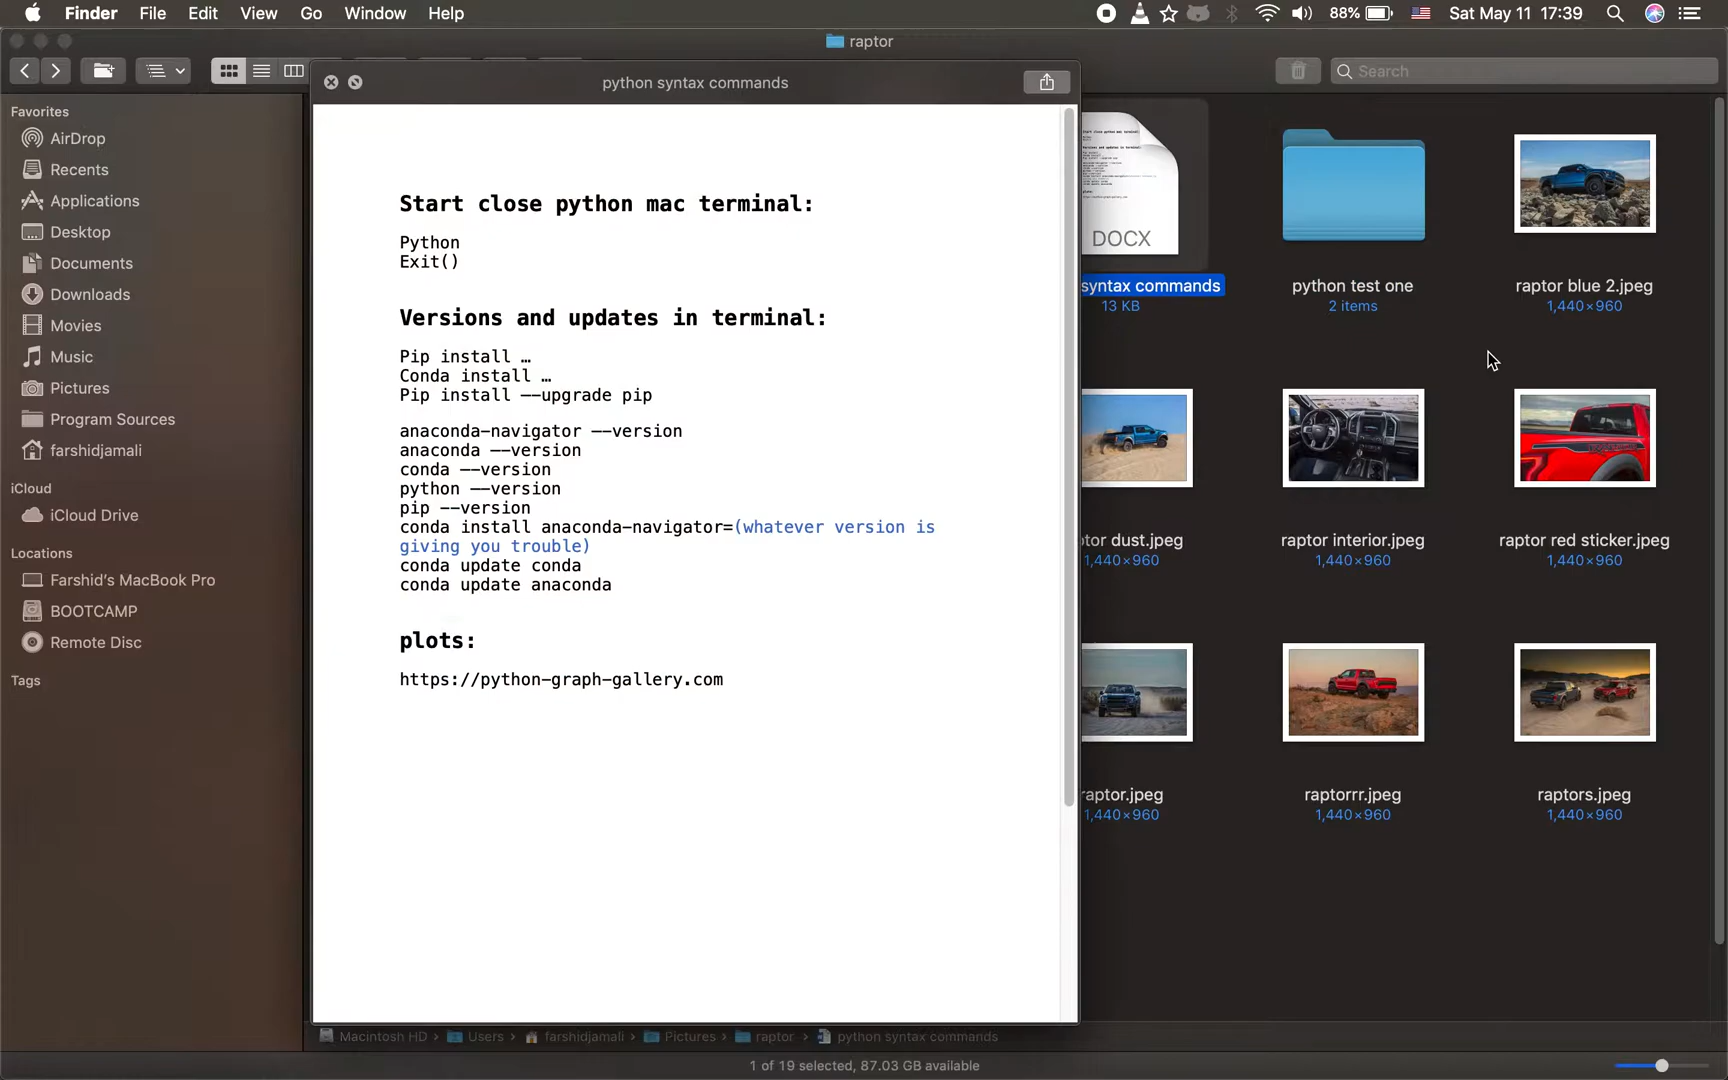 Finder File Edit View Go Window Help
88% Sat May 11 17:39
raptor
Search
python syntax commands
Favorites
AirDrop
Recents
Applications
Desktop
Documents
Downloads
Movies
Music
Pictures
Program Sources
farshidjamali
iCloud
iCloud Drive
Locations
Farshid's MacBook Pro
BOOTCAMP
Remote Disc
Tags
Start close python mac terminal:
Python
Exit()
Versions and updates in terminal:
Pip install …
Conda install …
Pip install --upgrade pip
anaconda-navigator --version
anaconda --version
conda --version
python --version
pip --version
conda install anaconda-navigator=(whatever version is
giving you trouble)
conda update conda
conda update anaconda
plots:
https://python-graph-gallery.com
DOCX
syntax commands
13 KB
python test one
2 items
raptor blue 2.jpeg
1,440×960
tor dust.jpeg
1,440×960
raptor interior.jpeg
1,440×960
raptor red sticker.jpeg
1,440×960
raptor.jpeg
1,440×960
raptorrr.jpeg
1,440×960
raptors.jpeg
1,440×960
Macintosh HD › Users › farshidjamali › Pictures › raptor › python syntax commands
1 of 19 selected, 87.03 GB available